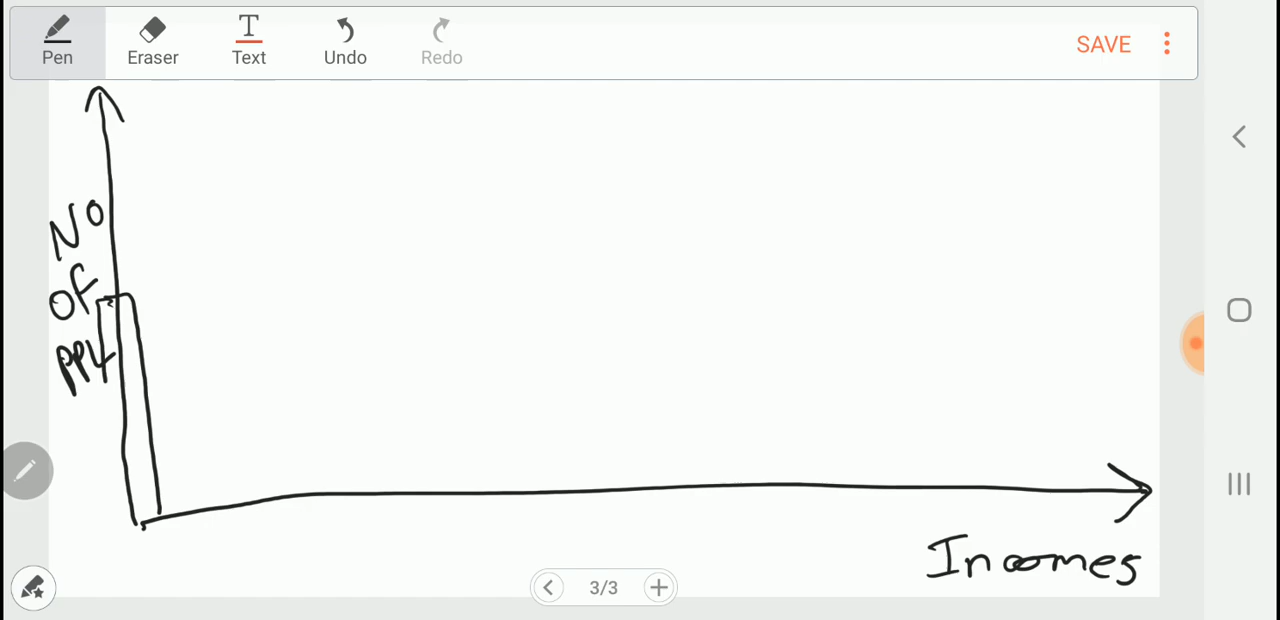 Pen
Eraser
T
Text
Undo
Redo
SAVE
No
OF
PPL
Incomes
3/3